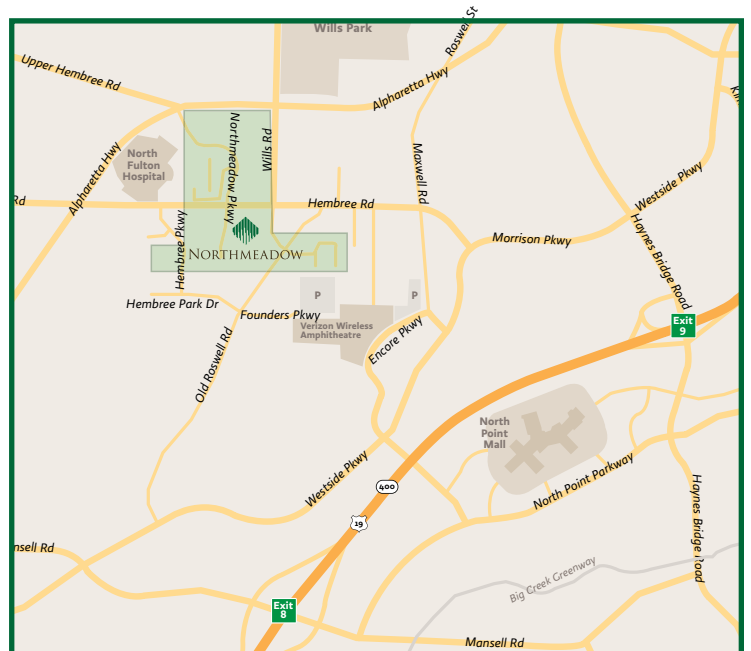 Wills Park
Roswell St
Upper Hembree Rd
Alpharetta Hwy
Northmeadow Pkwy
Wills Rd
North
Fulton
Hospital
Alpharetta Hwy
Maxwell Rd
Westside Pkwy
Rd
Hembree Rd
Morrison Pkwy
Haynes Bridge Road
Hembree Pkwy
NORTHMEADOW
P
P
Hembree Park Dr
Founders Pkwy
Verizon Wireless
Amphitheatre
Encore Pkwy
Exit
9
Old Roswell Rd
North
Point
Mall
Westside Pkwy
400
North Point Parkway
19
Haynes Bridge Road
nsell Rd
Big Creek Greenway
Exit
8
Mansell Rd